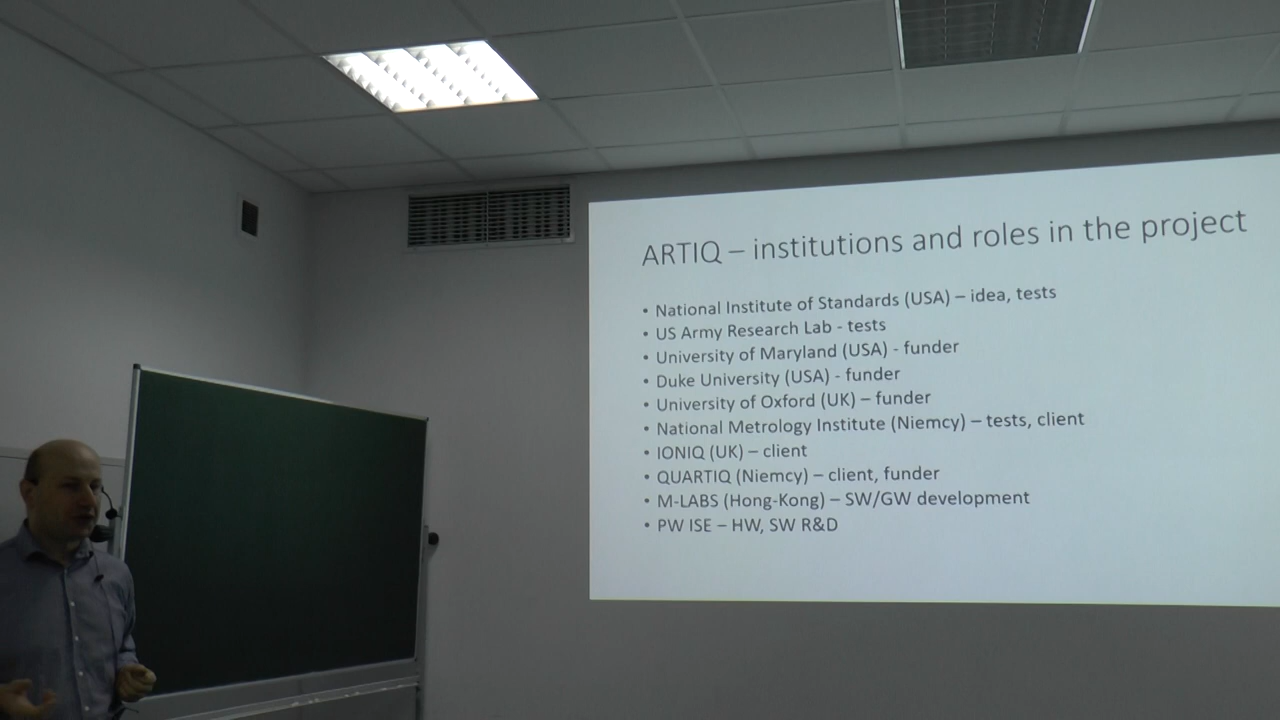 ARTIQ – institutions and roles in the project
• National Institute of Standards (USA) – idea, tests
• US Army Research Lab - tests
• University of Maryland (USA) - funder
• Duke University (USA) - funder
• University of Oxford (UK) – funder
• National Metrology Institute (Niemcy) – tests, client
• IONIQ (UK) – client
• QUARTIQ (Niemcy) – client, funder
• M-LABS (Hong-Kong) – SW/GW development
• PW ISE – HW, SW R&D